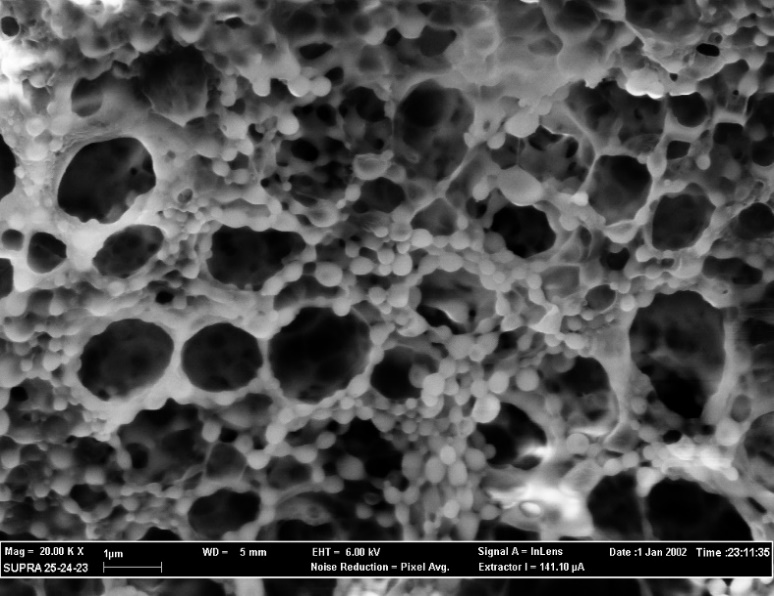 Mag = 20.00 K X 1µm WD = 5 mm EHT = 6.00 kV Signal A = InLens Date :1 Jan 2002 Time :23:11:35
SUPRA 25-24-23 Noise Reduction = Pixel Avg. Extractor I = 141.10 µA